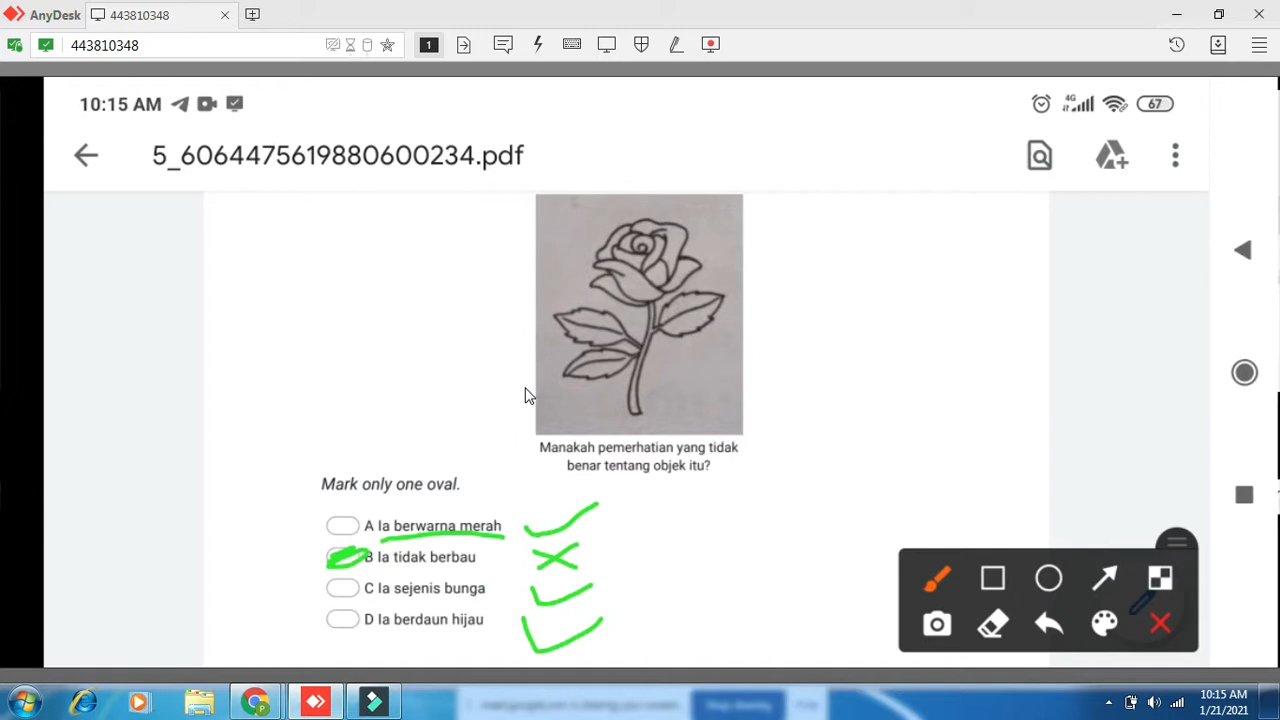 AnyDesk
443810348
443810348
1
10:15 AM
4G
67
5_6064475619880600234.pdf
Manakah pemerhatian yang tidak
benar tentang objek itu?
Mark only one oval.
A Ia berwarna merah
B Ia tidak berbau
C Ia sejenis bunga
D Ia berdaun hijau
10:15 AM
1/21/2021